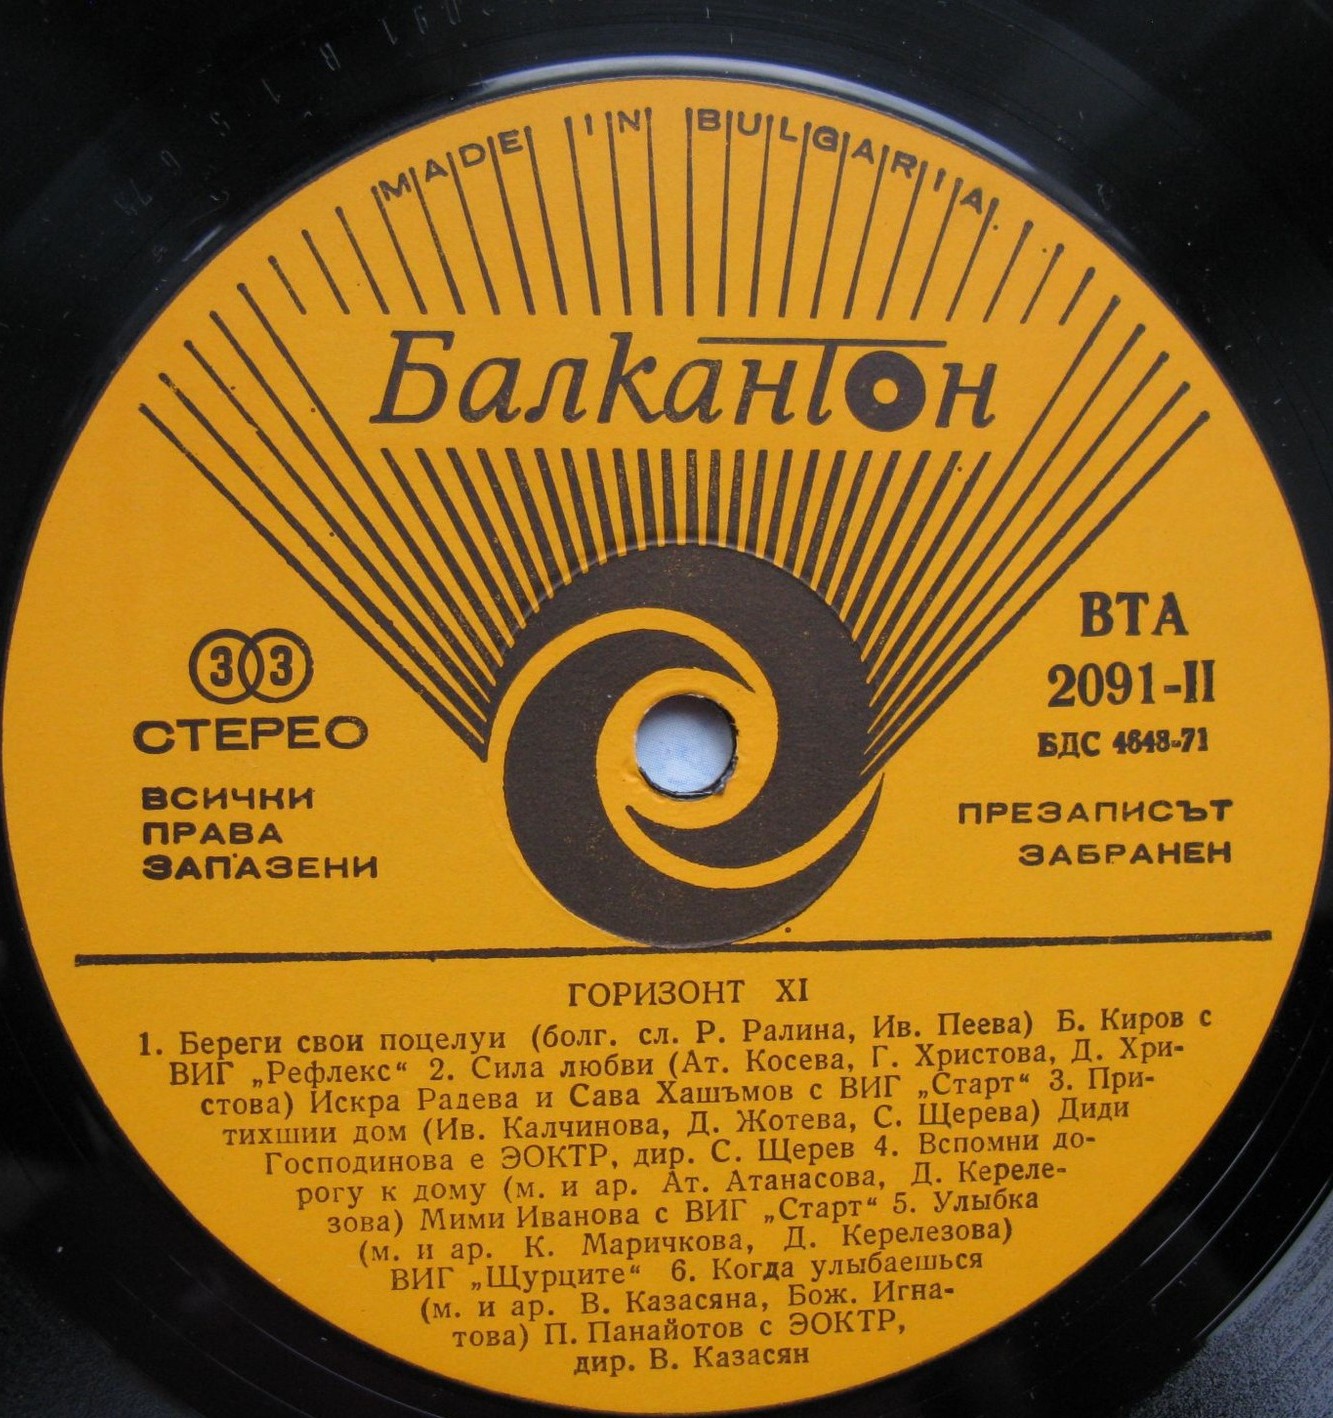 MADE IN BULGARIA
Балкантон
33
СТЕРЕО
ВСИЧКИ
ПРАВА
ЗАПАЗЕНИ
ВТА
2091-II
БДС 4648-71
ПРЕЗАПИСЪТ
ЗАБРАНЕН
ГОРИЗОНТ XI
1. Береги свои поцелуи (болг. сл. Р. Ралина, Ив. Пеева) Б. Киров с
ВИГ „Рефлекс“ 2. Сила любви (Ат. Косева, Г. Христова, Д. Хри-
стова) Искра Радева и Сава Хашъмов с ВИГ „Старт“ 3. При-
тихшии дом (Ив. Калчинова, Д. Жотева, С. Щерева) Диди
Господинова е ЭОКТР, дир. С. Щерев 4. Вспомни до-
рогу к дому (м. и ар. Ат. Атанасова, Д. Кереле-
зова) Мими Иванова с ВИГ „Старт“ 5. Улыбка
(м. и ар. К. Маричкова, Д. Керелезова)
ВИГ „Щурците“ 6. Когда улыбаешься
(м. и ар. В. Казасяна, Бож. Игна-
това) П. Панайотов с ЭОКТР,
дир. В. Казасян